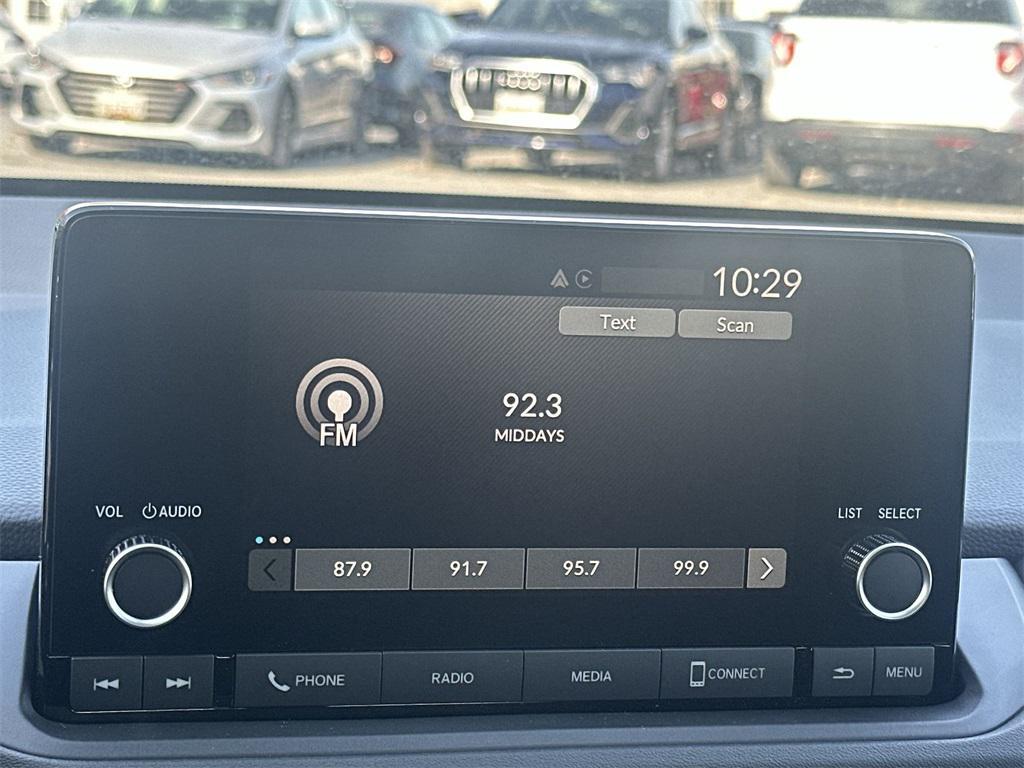 10:29
Text Scan
92.3
FM
MIDDAYS
VOL AUDIO
LIST SELECT
87.9 91.7 95.7 99.9
PHONE RADIO MEDIA CONNECT MENU